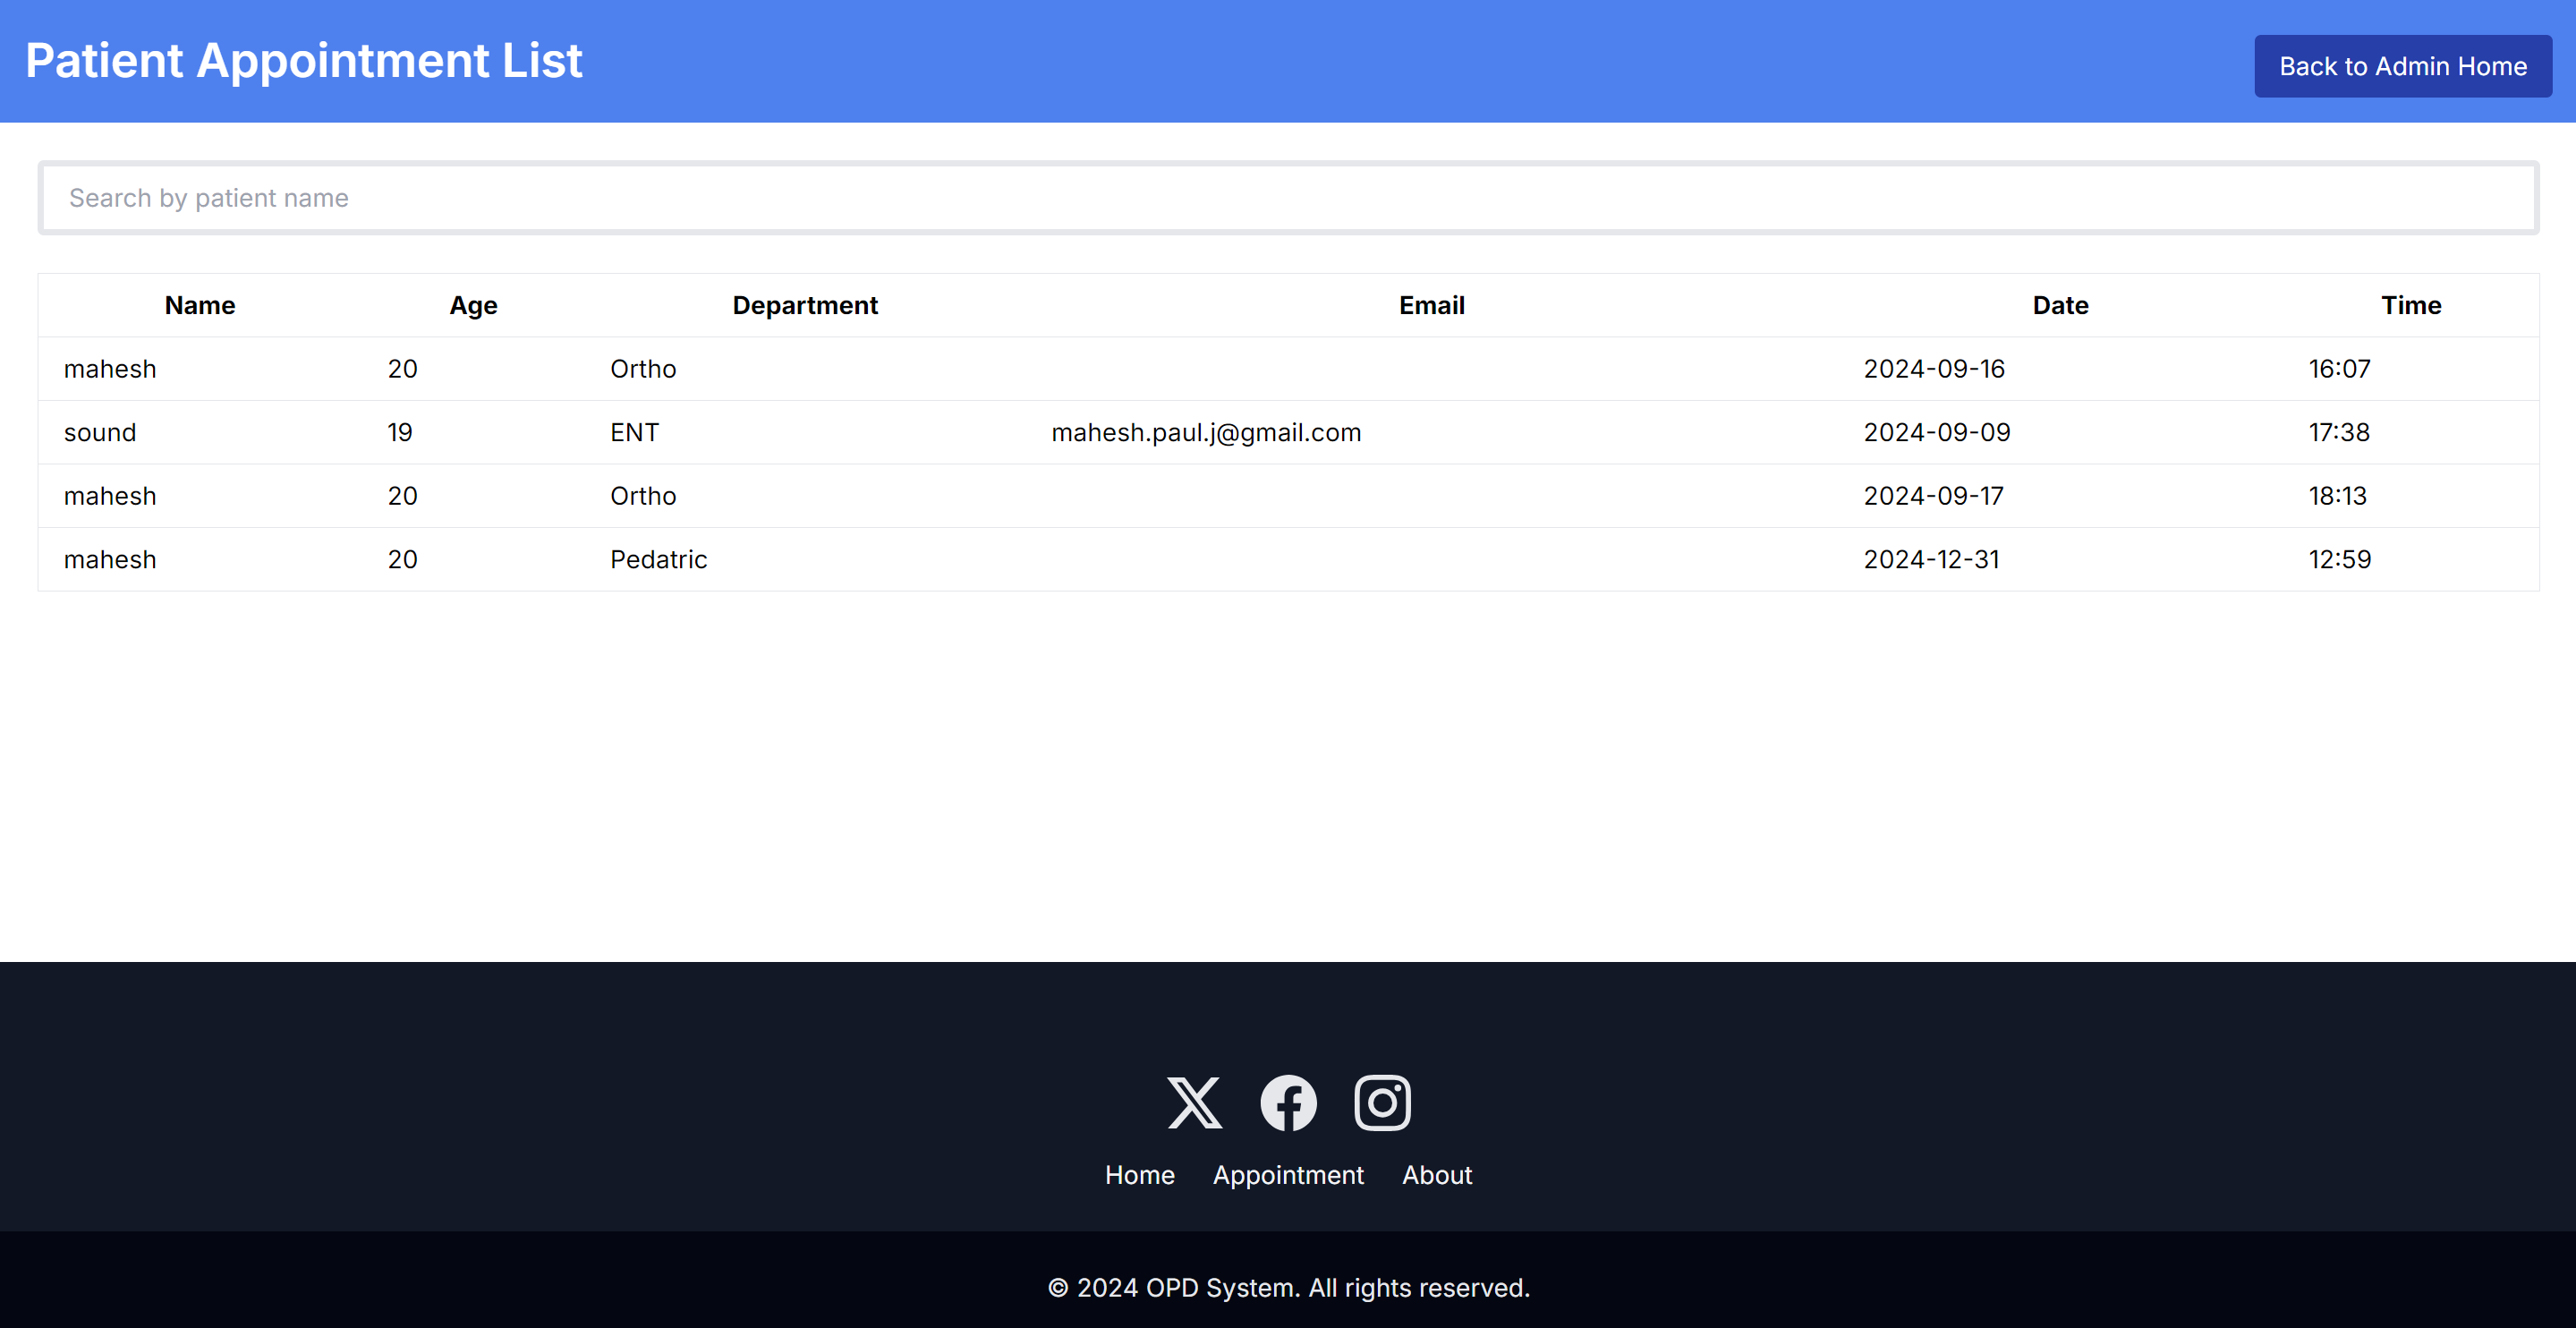 Patient Appointment List
Back to Admin Home
Search by patient name
Name Age Department Email Date Time
mahesh 20 Ortho 2024-09-16 16:07
sound 19 ENT mahesh.paul.j@gmail.com 2024-09-09 17:38
mahesh 20 Ortho 2024-09-17 18:13
mahesh 20 Pedatric 2024-12-31 12:59
Home Appointment About
© 2024 OPD System. All rights reserved.